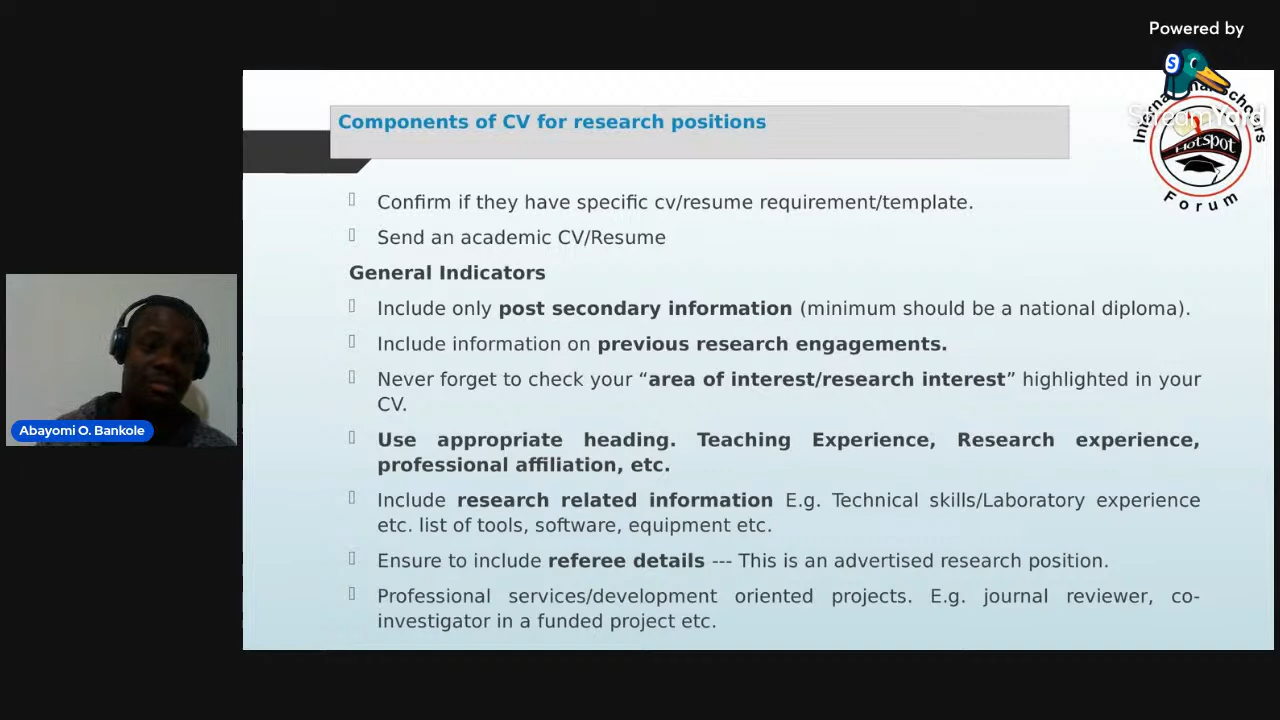 Powered by
S
StreamYard
International Scholars
HotSpot
Forum
Components of CV for research positions
Confirm if they have specific cv/resume requirement/template.
Send an academic CV/Resume
General Indicators
Include only post secondary information (minimum should be a national diploma).
Include information on previous research engagements.
Never forget to check your “area of interest/research interest” highlighted in your
CV.
Use appropriate heading. Teaching Experience, Research experience,
professional affiliation, etc.
Include research related information E.g. Technical skills/Laboratory experience
etc. list of tools, software, equipment etc.
Ensure to include referee details --- This is an advertised research position.
Professional services/development oriented projects. E.g. journal reviewer, co-
investigator in a funded project etc.
Abayomi O. Bankole